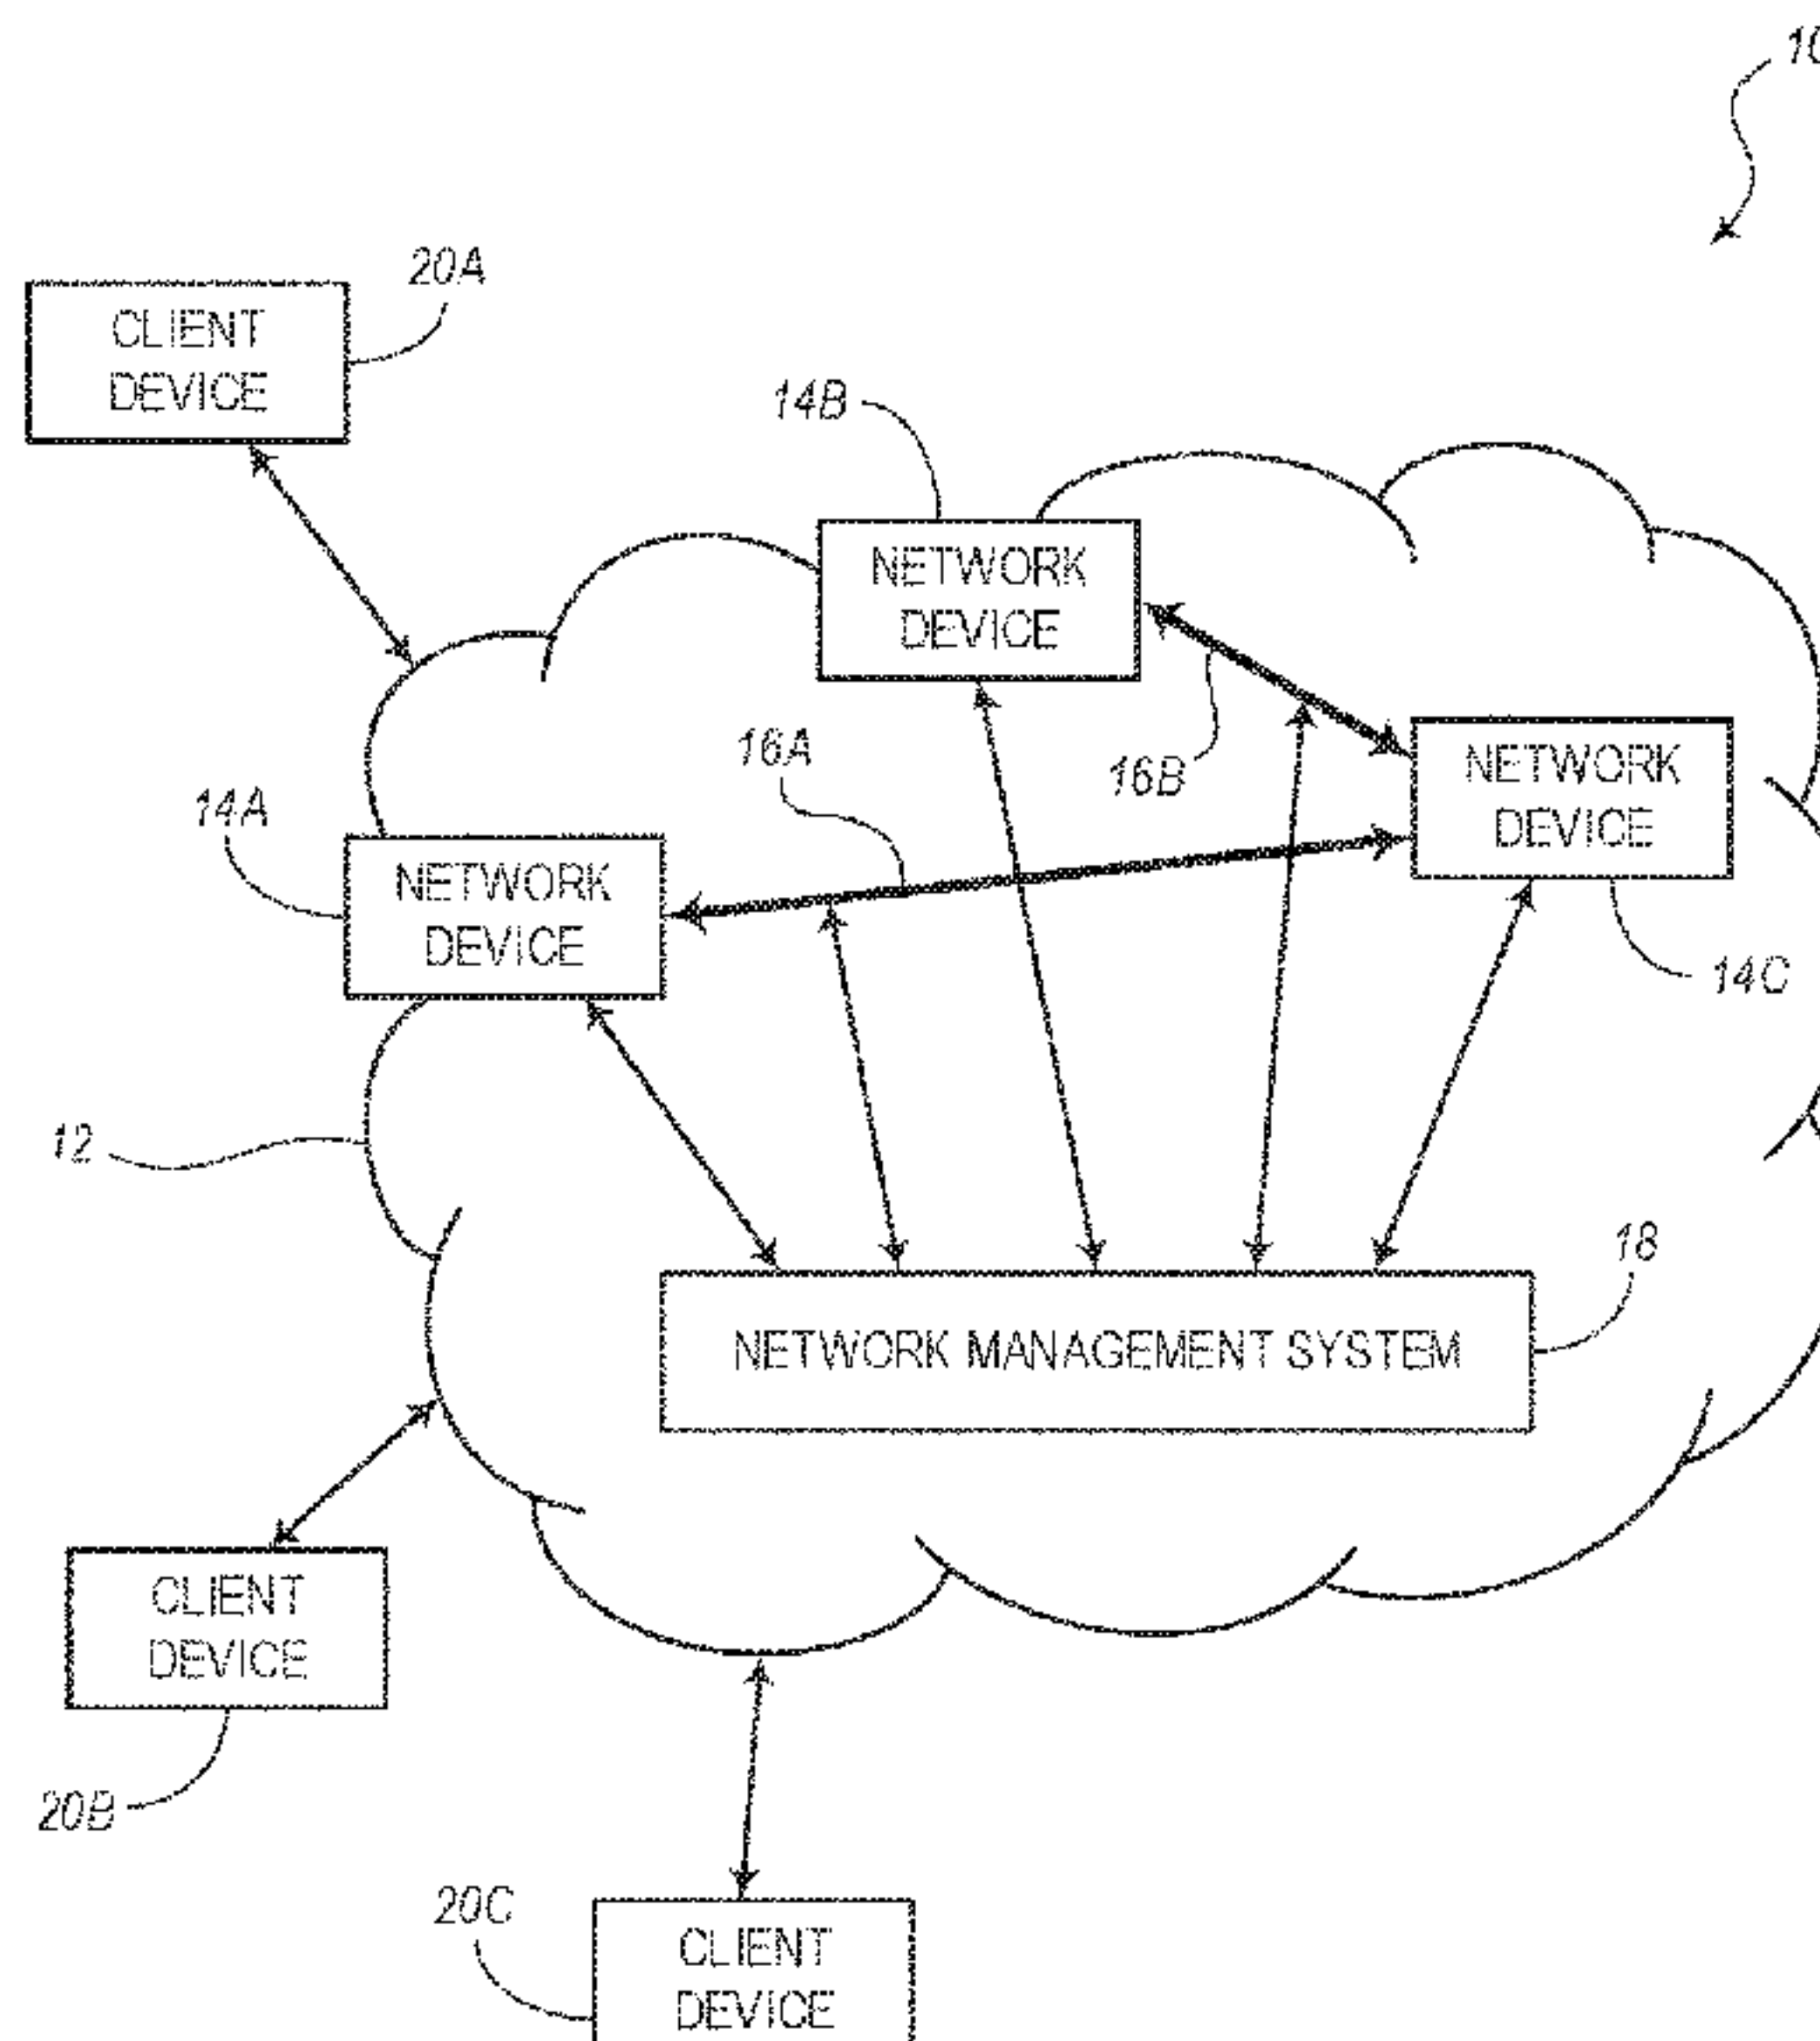 10
20A
CLIENT
DEVICE
14B
NETWORK
DEVICE
16A
16B
NETWORK
DEVICE
14A
NETWORK
DEVICE
14C
12
18
NETWORK MANAGEMENT SYSTEM
CLIENT
DEVICE
20B
20C
CLIENT
DEVICE